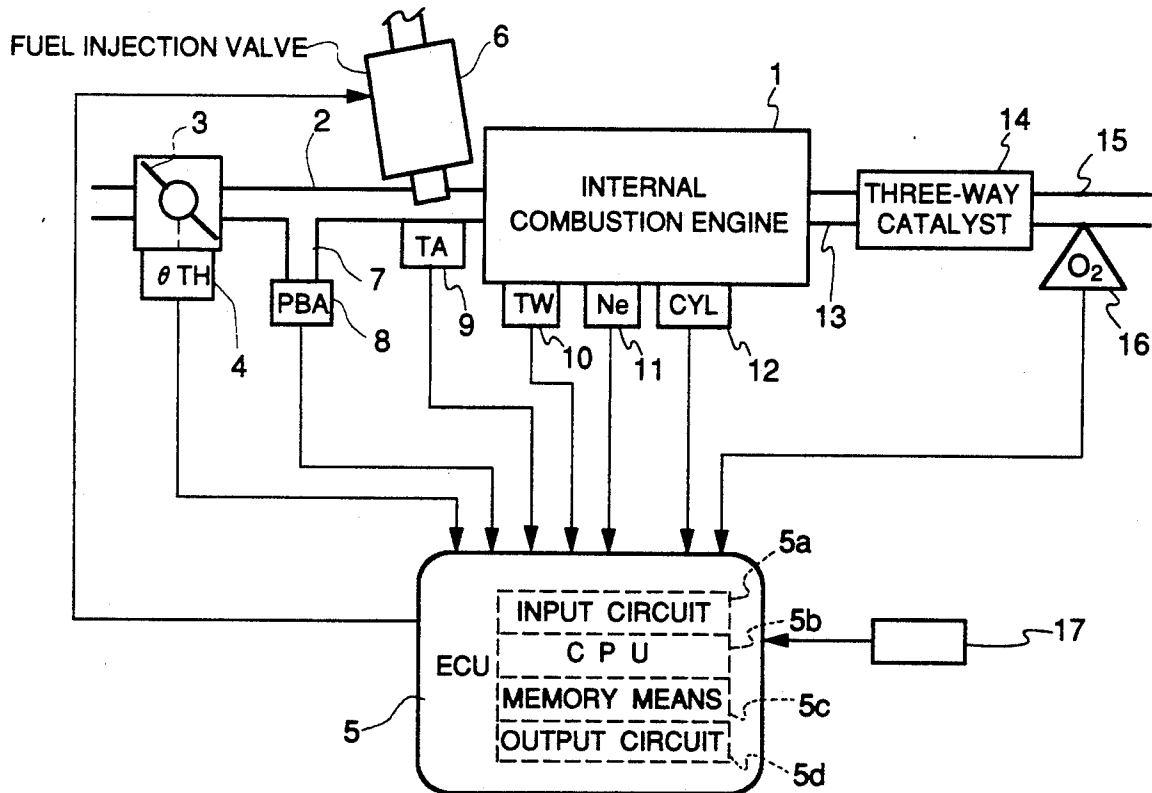 FUEL INJECTION VALVE
6
1
3
2
14
15
INTERNAL
COMBUSTION ENGINE
THREE-WAY
CATALYST
TA
θ TH
7
PBA
O2
4
8
9
TW
Ne
CYL
13
10
11
12
16
5a
INPUT CIRCUIT
5b
C P U
17
ECU
MEMORY MEANS
5
5c
OUTPUT CIRCUIT
5d